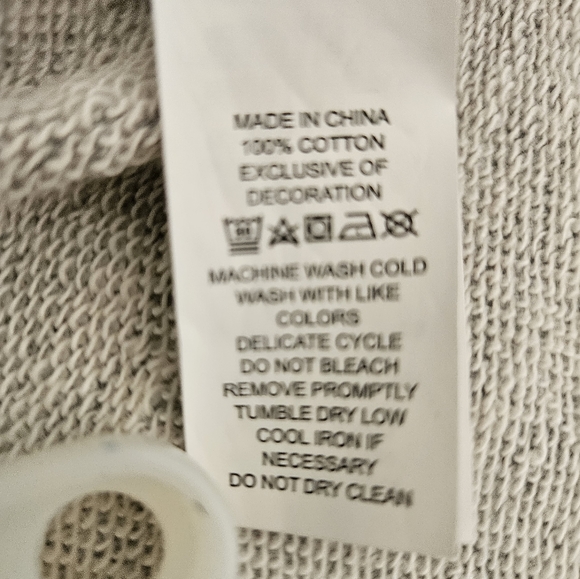 MADE IN CHINA
100% COTTON
EXCLUSIVE OF
DECORATION
MACHINE WASH COLD
WASH WITH LIKE
COLORS
DELICATE CYCLE
DO NOT BLEACH
REMOVE PROMPTLY
TUMBLE DRY LOW
COOL IRON IF
NECESSARY
DO NOT DRY CLEAN